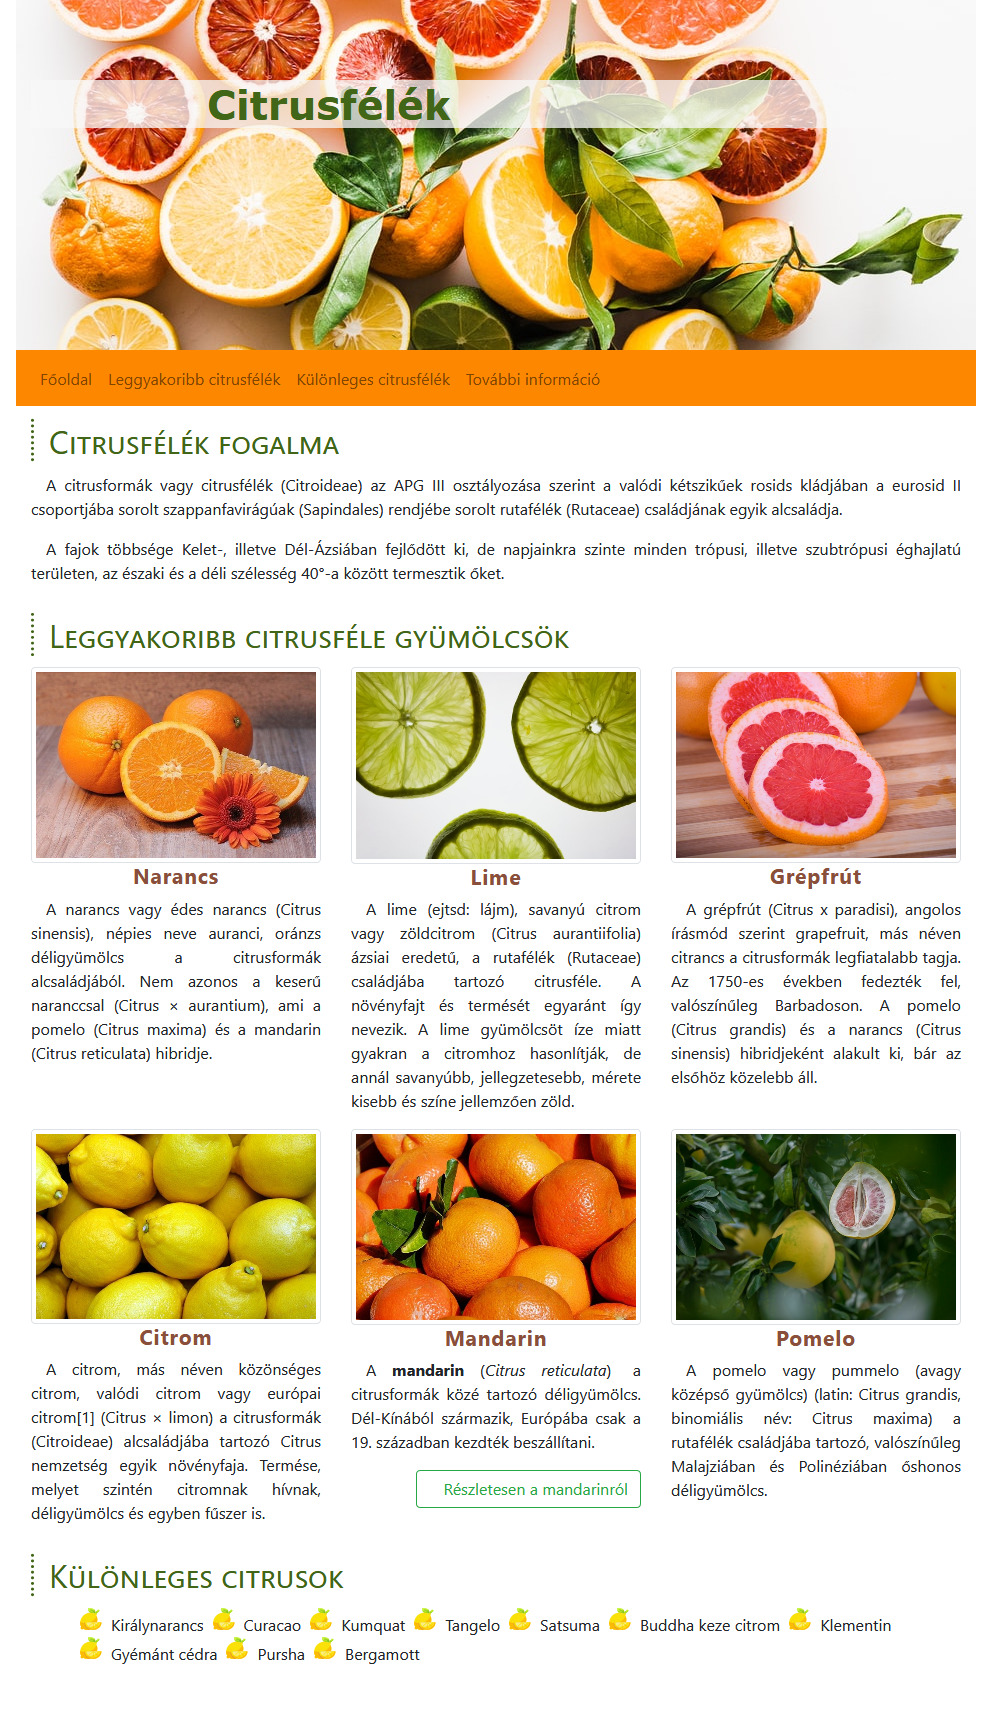 Citrusfélék
Főoldal Leggyakoribb citrusfélék Különleges citrusfélék További információ
Citrusfélék fogalma
A citrusformák vagy citrusfélék (Citroideae) az APG III osztályozása szerint a valódi kétszikűek rosids kládjában a eurosid II
csoportjába sorolt szappanfavirágúak (Sapindales) rendjébe sorolt rutafélék (Rutaceae) családjának egyik alcsaládja.
A fajok többsége Kelet-, illetve Dél-Ázsiában fejlődött ki, de napjainkra szinte minden trópusi, illetve szubtrópusi éghajlatú
területen, az északi és a déli szélesség 40°-a között termesztik őket.
Leggyakoribb citrusféle gyümölcsök
Narancs
A narancs vagy édes narancs (Citrus
sinensis), népies neve auranci, oránzs
déligyümölcs a citrusformák
alcsaládjából. Nem azonos a keserű
naranccsal (Citrus × aurantium), ami a
pomelo (Citrus maxima) és a mandarin
(Citrus reticulata) hibridje.
Lime
A lime (ejtsd: lájm), savanyú citrom
vagy zöldcitrom (Citrus aurantiifolia)
ázsiai eredetű, a rutafélék (Rutaceae)
családjába tartozó citrusféle. A
növényfajt és termését egyaránt így
nevezik. A lime gyümölcsöt íze miatt
gyakran a citromhoz hasonlítják, de
annál savanyúbb, jellegzetesebb, mérete
kisebb és színe jellemzően zöld.
Grépfrút
A grépfrút (Citrus x paradisi), angolos
írásmód szerint grapefruit, más néven
citrancs a citrusformák legfiatalabb tagja.
Az 1750-es években fedezték fel,
valószínűleg Barbadoson. A pomelo
(Citrus grandis) és a narancs (Citrus
sinensis) hibridjeként alakult ki, bár az
elsőhöz közelebb áll.
Citrom
A citrom, más néven közönséges
citrom, valódi citrom vagy európai
citrom[1] (Citrus × limon) a citrusformák
(Citroideae) alcsaládjába tartozó Citrus
nemzetség egyik növényfaja. Termése,
melyet szintén citromnak hívnak,
déligyümölcs és egyben fűszer is.
Mandarin
A mandarin (Citrus reticulata) a
citrusformák közé tartozó déligyümölcs.
Dél-Kínából származik, Európába csak a
19. században kezdték beszállítani.
Részletesen a mandarinról
Pomelo
A pomelo vagy pummelo (avagy
középső gyümölcs) (latin: Citrus grandis,
binomiális név: Citrus maxima) a
rutafélék családjába tartozó, valószínűleg
Malajziában és Polinéziában őshonos
déligyümölcs.
Különleges citrusok
Királynarancs Curacao Kumquat Tangelo Satsuma Buddha keze citrom Klementin
Gyémánt cédra Pursha Bergamott